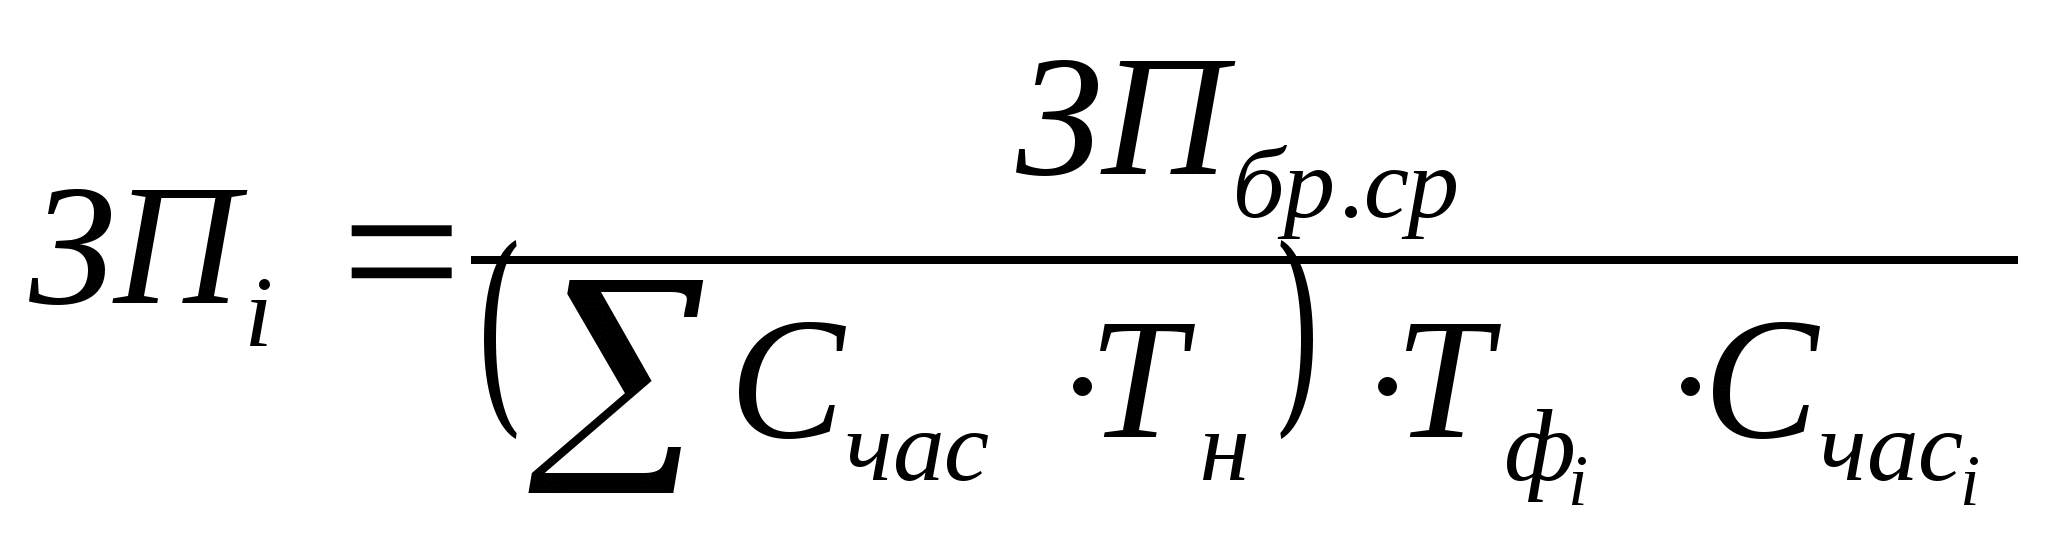 ЗП_i = ЗП_бр.ср / (∑ С_час · Т_н) · Т_ф_i · С_час_i